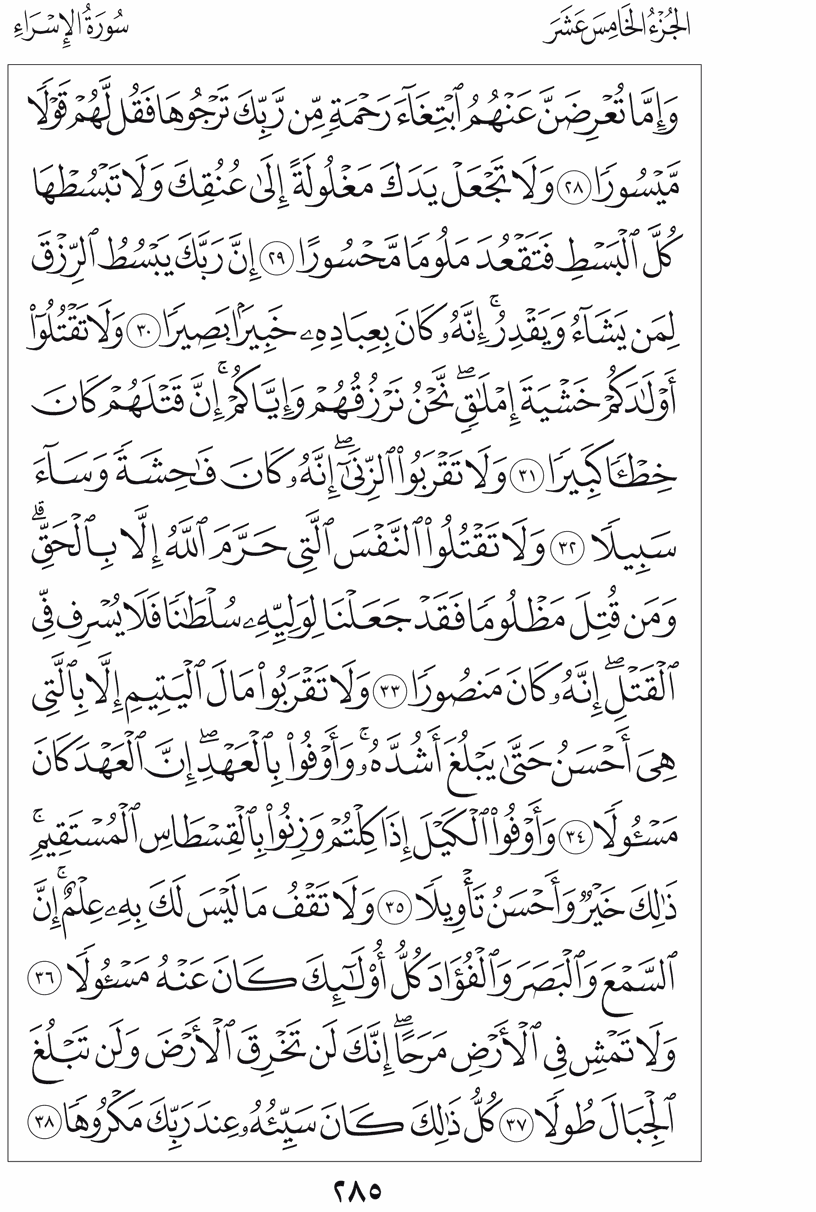 الجُزْءُ الخَامِسَ عَشَرَ
سُورَةُ الإِسْرَاءِ
وَإِمَّا تُعْرِضَنَّ عَنْهُمُ ٱبْتِغَآءَ رَحْمَةٍ مِّن رَّبِّكَ تَرْجُوهَا فَقُل لَّهُمْ قَوْلًا
مَّيْسُورًا ٢٨ وَلَا تَجْعَلْ يَدَكَ مَغْلُولَةً إِلَىٰ عُنُقِكَ وَلَا تَبْسُطْهَا
كُلَّ ٱلْبَسْطِ فَتَقْعُدَ مَلُومًا مَّحْسُورًا ٢٩ إِنَّ رَبَّكَ يَبْسُطُ ٱلرِّزْقَ
لِمَن يَشَآءُ وَيَقْدِرُ ۚ إِنَّهُۥ كَانَ بِعِبَادِهِۦ خَبِيرًۢا بَصِيرًا ٣٠ وَلَا تَقْتُلُوٓا۟
أَوْلَـٰدَكُمْ خَشْيَةَ إِمْلَـٰقٍ ۖ نَّحْنُ نَرْزُقُهُمْ وَإِيَّاكُمْ ۚ إِنَّ قَتْلَهُمْ كَانَ
خِطْـًٔا كَبِيرًا ٣١ وَلَا تَقْرَبُوا۟ ٱلزِّنَىٰٓ ۖ إِنَّهُۥ كَانَ فَـٰحِشَةً وَسَآءَ
سَبِيلًا ٣٢ وَلَا تَقْتُلُوا۟ ٱلنَّفْسَ ٱلَّتِى حَرَّمَ ٱللَّهُ إِلَّا بِٱلْحَقِّ ۗ
وَمَن قُتِلَ مَظْلُومًا فَقَدْ جَعَلْنَا لِوَلِيِّهِۦ سُلْطَـٰنًا فَلَا يُسْرِف فِّى
ٱلْقَتْلِ ۖ إِنَّهُۥ كَانَ مَنصُورًا ٣٣ وَلَا تَقْرَبُوا۟ مَالَ ٱلْيَتِيمِ إِلَّا بِٱلَّتِى
هِىَ أَحْسَنُ حَتَّىٰ يَبْلُغَ أَشُدَّهُۥ ۚ وَأَوْفُوا۟ بِٱلْعَهْدِ ۖ إِنَّ ٱلْعَهْدَ كَانَ
مَسْـُٔولًا ٣٤ وَأَوْفُوا۟ ٱلْكَيْلَ إِذَا كِلْتُمْ وَزِنُوا۟ بِٱلْقِسْطَاسِ ٱلْمُسْتَقِيمِ ۚ
ذَٰلِكَ خَيْرٌ وَأَحْسَنُ تَأْوِيلًا ٣٥ وَلَا تَقْفُ مَا لَيْسَ لَكَ بِهِۦ عِلْمٌ ۚ إِنَّ
ٱلسَّمْعَ وَٱلْبَصَرَ وَٱلْفُؤَادَ كُلُّ أُو۟لَـٰٓئِكَ كَانَ عَنْهُ مَسْـُٔولًا ٣٦
وَلَا تَمْشِ فِى ٱلْأَرْضِ مَرَحًا ۖ إِنَّكَ لَن تَخْرِقَ ٱلْأَرْضَ وَلَن تَبْلُغَ
ٱلْجِبَالَ طُولًا ٣٧ كُلُّ ذَٰلِكَ كَانَ سَيِّئُهُۥ عِندَ رَبِّكَ مَكْرُوهًا ٣٨
٢٨٥